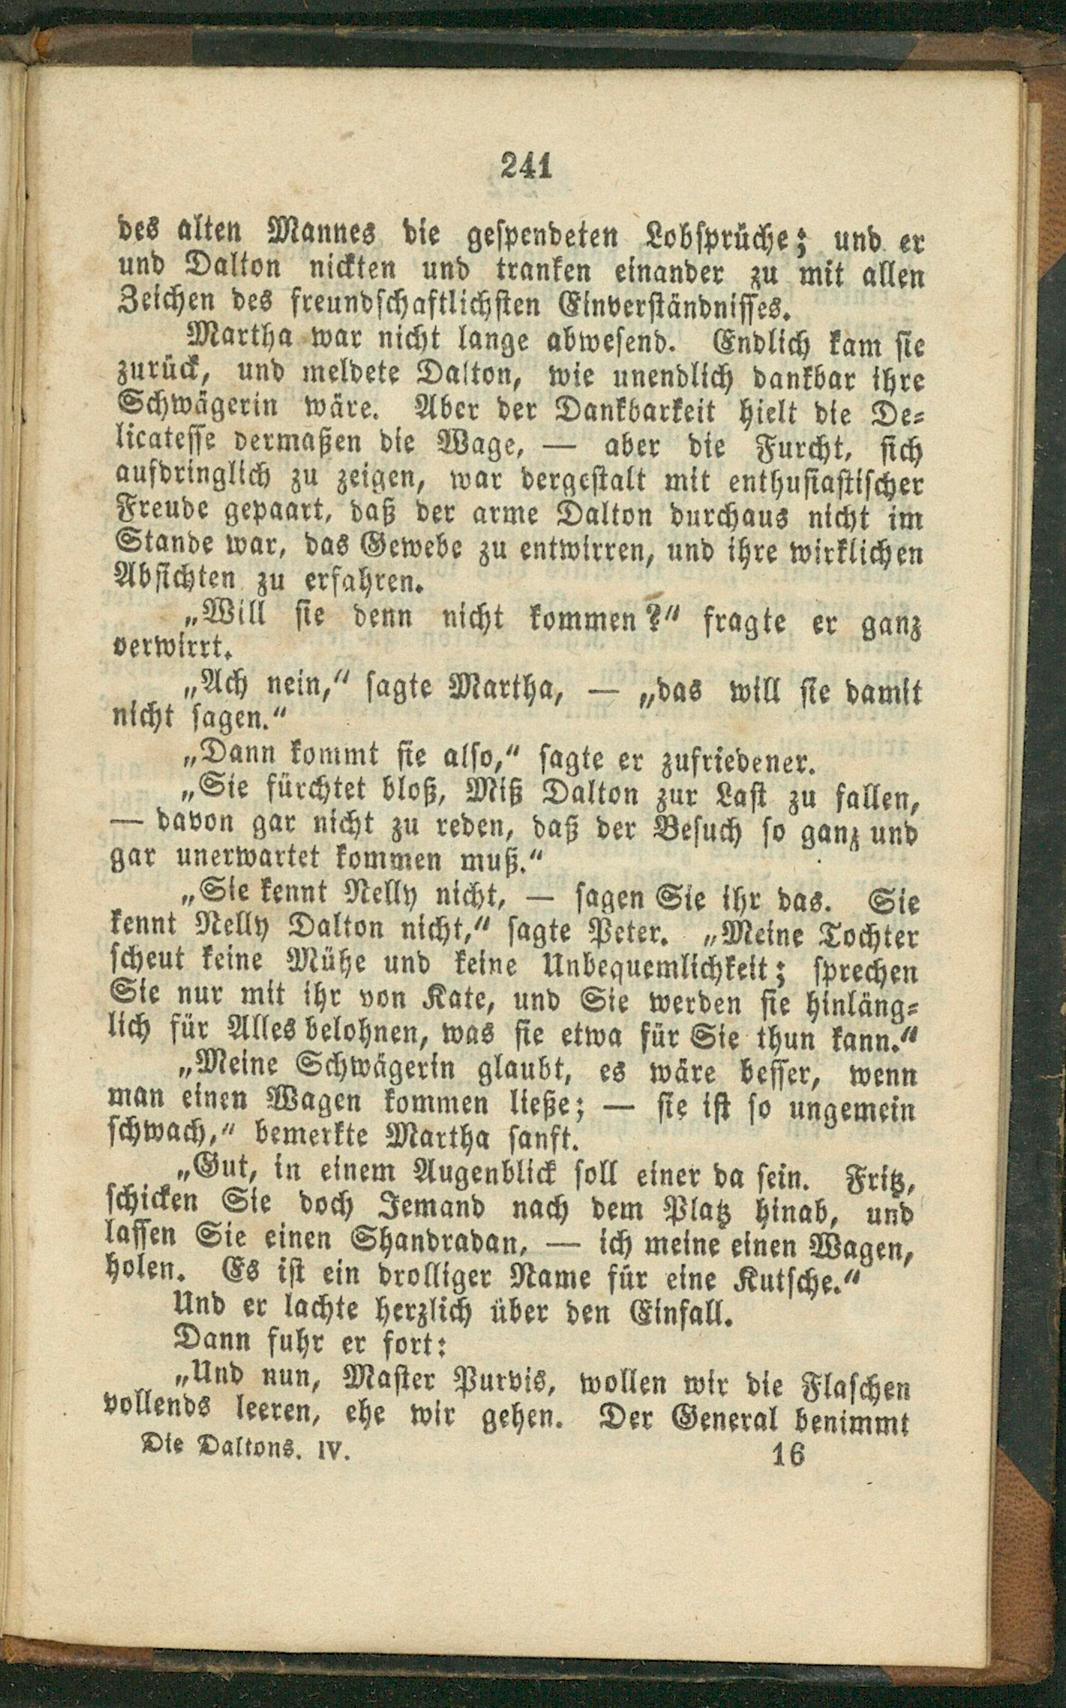 241
des alten Mannes die gespendeten Lobsprüche; und er
und Dalton nickten und tranken einander zu mit allen
Zeichen des freundschaftlichsten Einverständnisses.
Martha war nicht lange abwesend. Endlich kam sie
zurück, und meldete Dalton, wie unendlich dankbar ihre
Schwägerin wäre. Aber der Dankbarkeit hielt die De-
licatesse dermaßen die Wage, — aber die Furcht, sich
aufdringlich zu zeigen, war dergestalt mit enthusiastischer
Freude gepaart, daß der arme Dalton durchaus nicht im
Stande war, das Gewebe zu entwirren, und ihre wirklichen
Absichten zu erfahren.
„Will sie denn nicht kommen?“ fragte er ganz
verwirrt.
„Ach nein,“ sagte Martha, — „das will sie damit
nicht sagen.“
„Dann kommt sie also,“ sagte er zufriedener.
„Sie fürchtet bloß, Miß Dalton zur Last zu fallen,
— davon gar nicht zu reden, daß der Besuch so ganz und
gar unerwartet kommen muß.“
„Sie kennt Nelly nicht, — sagen Sie ihr das. Sie
kennt Nelly Dalton nicht,“ sagte Peter. „Meine Tochter
scheut keine Mühe und keine Unbequemlichkeit; sprechen
Sie nur mit ihr von Kate, und Sie werden sie hinläng-
lich für Alles belohnen, was sie etwa für Sie thun kann.“
„Meine Schwägerin glaubt, es wäre besser, wenn
man einen Wagen kommen ließe; — sie ist so ungemein
schwach,“ bemerkte Martha sanft.
„Gut, in einem Augenblick soll einer da sein. Fritz,
schicken Sie doch Jemand nach dem Platz hinab, und
lassen Sie einen Shandradan, — ich meine einen Wagen,
holen. Es ist ein drolliger Name für eine Kutsche.“
Und er lachte herzlich über den Einfall.
Dann fuhr er fort:
„Und nun, Master Purvis, wollen wir die Flaschen
vollends leeren, ehe wir gehen. Der General benimmt
Die Daltons. IV. 16